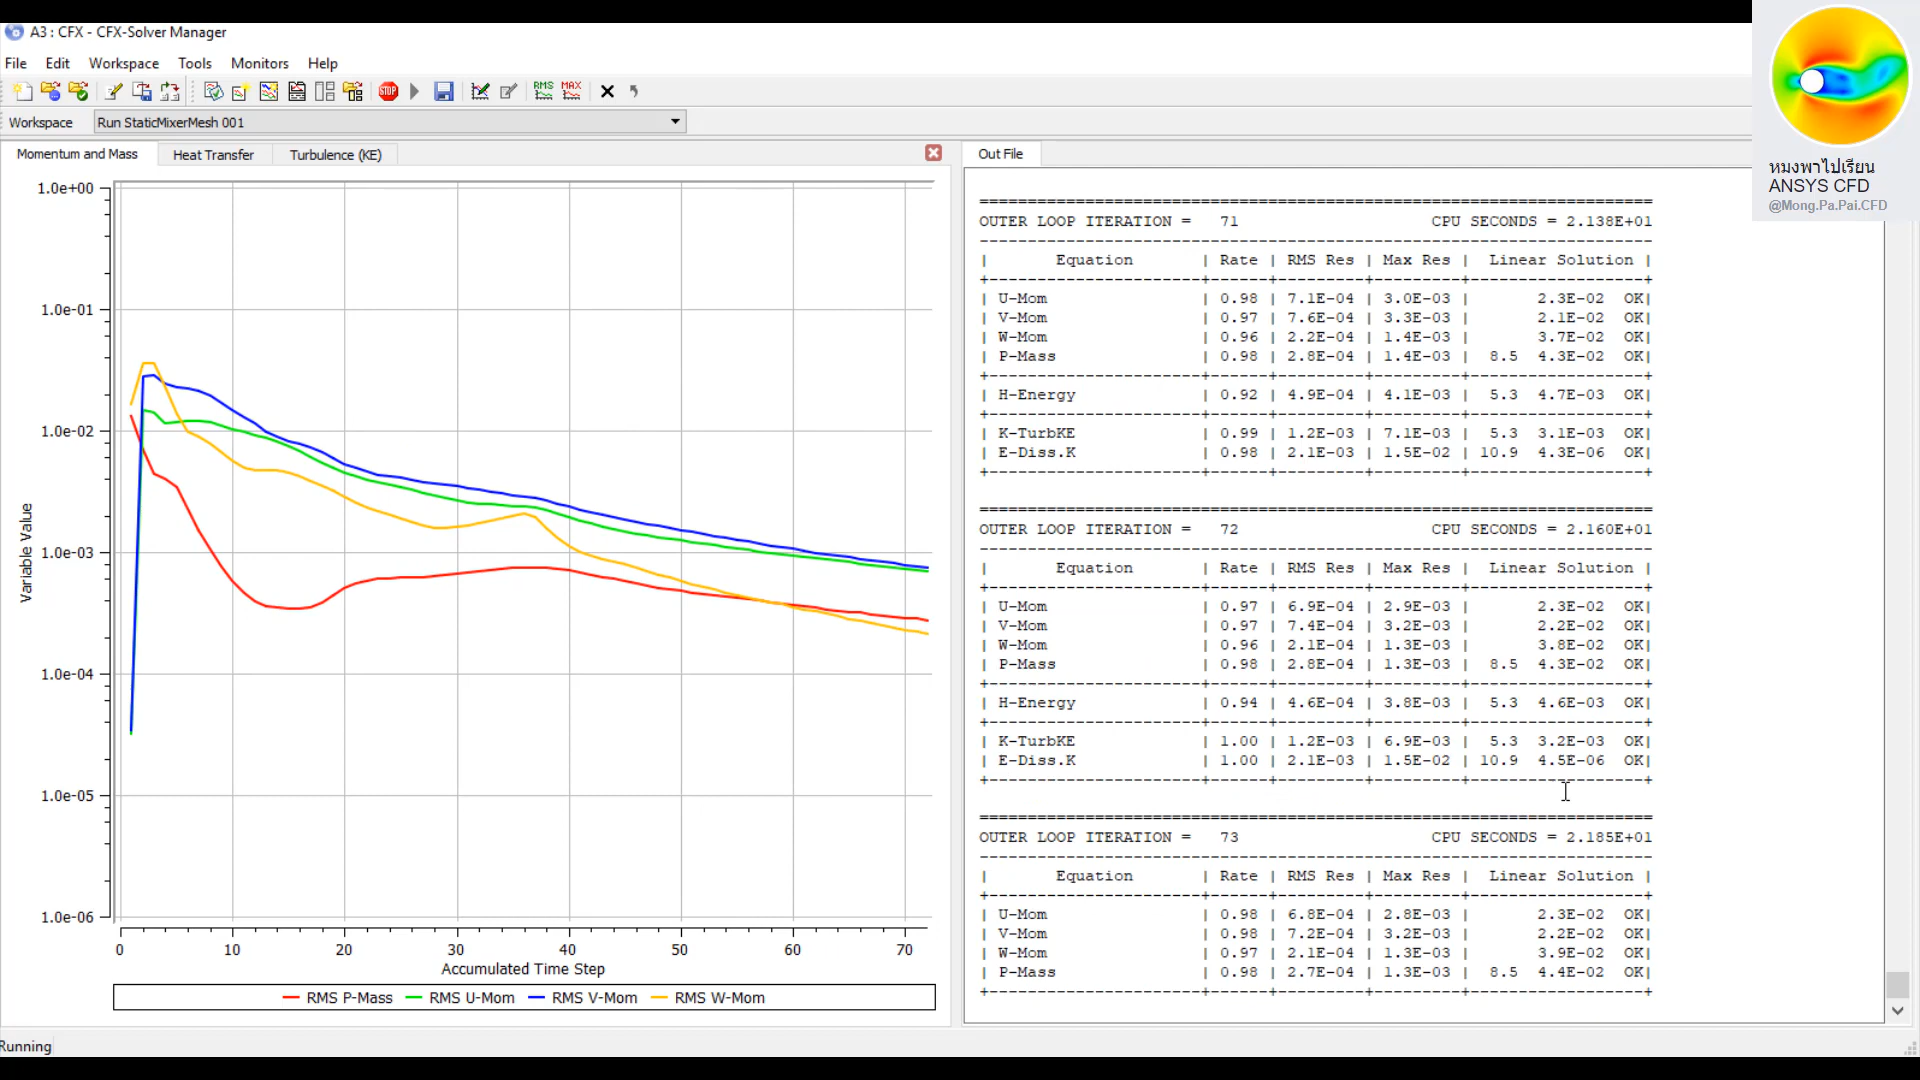 A3 : CFX - CFX-Solver Manager
File Edit Workspace Tools Monitors Help
STOP RMS MAX
Workspace Run StaticMixerMesh 001
Momentum and Mass Heat Transfer Turbulence (KE)
1.0e+00
1.0e-01
1.0e-02
1.0e-03
1.0e-04
1.0e-05
1.0e-06
Variable Value
0 10 20 30 40 50 60 70
Accumulated Time Step
RMS P-Mass RMS U-Mom RMS V-Mom RMS W-Mom
Out File
======================================================================
OUTER LOOP ITERATION = 71 CPU SECONDS = 2.138E+01
----------------------------------------------------------------------
| Equation | Rate | RMS Res | Max Res | Linear Solution |
+----------------------+------+---------+---------+------------------+
| U-Mom | 0.98 | 7.1E-04 | 3.0E-03 | 2.3E-02 OK|
| V-Mom | 0.97 | 7.6E-04 | 3.3E-03 | 2.1E-02 OK|
| W-Mom | 0.96 | 2.2E-04 | 1.4E-03 | 3.7E-02 OK|
| P-Mass | 0.98 | 2.8E-04 | 1.4E-03 | 8.5 4.3E-02 OK|
+----------------------+------+---------+---------+------------------+
| H-Energy | 0.92 | 4.9E-04 | 4.1E-03 | 5.3 4.7E-03 OK|
+----------------------+------+---------+---------+------------------+
| K-TurbKE | 0.99 | 1.2E-03 | 7.1E-03 | 5.3 3.1E-03 OK|
| E-Diss.K | 0.98 | 2.1E-03 | 1.5E-02 | 10.9 4.3E-06 OK|
+----------------------+------+---------+---------+------------------+
======================================================================
OUTER LOOP ITERATION = 72 CPU SECONDS = 2.160E+01
----------------------------------------------------------------------
| Equation | Rate | RMS Res | Max Res | Linear Solution |
+----------------------+------+---------+---------+------------------+
| U-Mom | 0.97 | 6.9E-04 | 2.9E-03 | 2.3E-02 OK|
| V-Mom | 0.97 | 7.4E-04 | 3.2E-03 | 2.2E-02 OK|
| W-Mom | 0.96 | 2.1E-04 | 1.3E-03 | 3.8E-02 OK|
| P-Mass | 0.98 | 2.8E-04 | 1.3E-03 | 8.5 4.3E-02 OK|
+----------------------+------+---------+---------+------------------+
| H-Energy | 0.94 | 4.6E-04 | 3.8E-03 | 5.3 4.6E-03 OK|
+----------------------+------+---------+---------+------------------+
| K-TurbKE | 1.00 | 1.2E-03 | 6.9E-03 | 5.3 3.2E-03 OK|
| E-Diss.K | 1.00 | 2.1E-03 | 1.5E-02 | 10.9 4.5E-06 OK|
+----------------------+------+---------+---------+------------------+
======================================================================
OUTER LOOP ITERATION = 73 CPU SECONDS = 2.185E+01
----------------------------------------------------------------------
| Equation | Rate | RMS Res | Max Res | Linear Solution |
+----------------------+------+---------+---------+------------------+
| U-Mom | 0.98 | 6.8E-04 | 2.8E-03 | 2.3E-02 OK|
| V-Mom | 0.98 | 7.2E-04 | 3.2E-03 | 2.2E-02 OK|
| W-Mom | 0.97 | 2.1E-04 | 1.3E-03 | 3.9E-02 OK|
| P-Mass | 0.98 | 2.7E-04 | 1.3E-03 | 8.5 4.4E-02 OK|
+----------------------+------+---------+---------+------------------+
หมงพาไปเรียน
ANSYS CFD
@Mong.Pa.Pai.CFD
Running